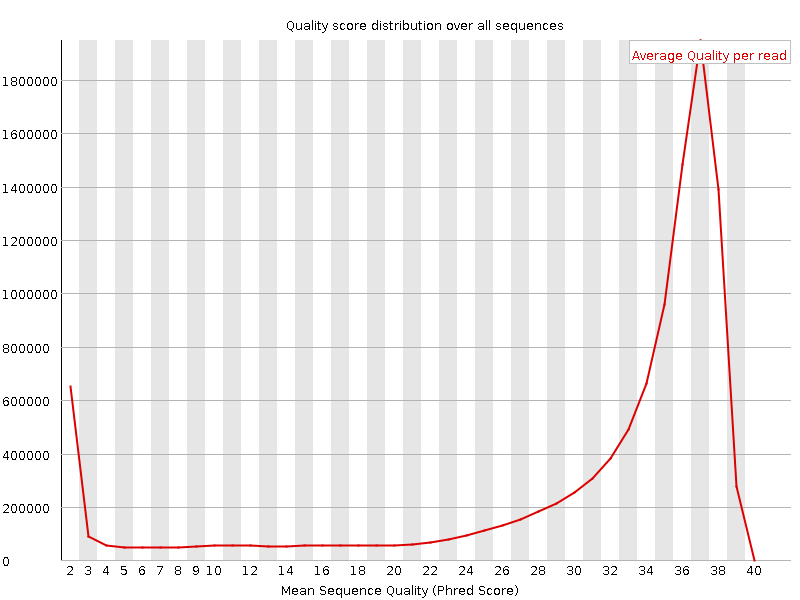 Quality score distribution over all sequences
Average Quality per read
1800000
1600000
1400000
1200000
1000000
800000
600000
400000
200000
0
2 3 4 5 6 7 8 9 10 12 14 16 18 20 22 24 26 28 30 32 34 36 38 40
Mean Sequence Quality (Phred Score)